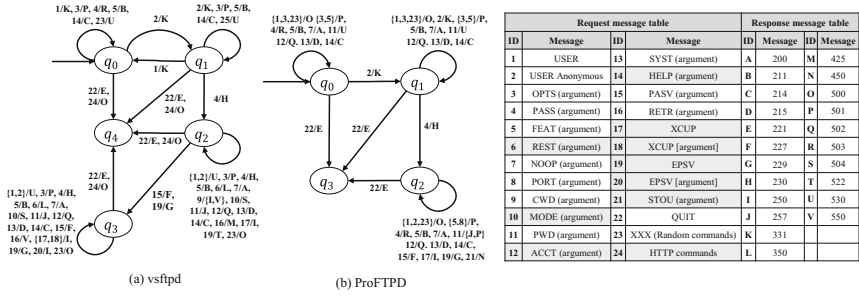 1/K, 3/P, 4/R, 5/B,
14/C, 23/U
2/K
2/K, 3/P, 5/B,
14/C, 25/U
q0
1/K
q1
22/E,
24/O
22/E,
24/O
4/H
q4
22/E, 24/O
q2
22/E,
24/O
15/F,
19/G
{1,2}/U, 3/P, 4/H,
5/B, 6/L, 7/A,
9/{I,V}, 10/S,
11/J, 12/Q, 13/D,
14/C, 16/M, 17/I,
19/T, 23/O
{1,2}/U, 3/P, 4/H,
5/B, 6/L, 7/A,
10/S, 11/J, 12/Q,
13/D, 14/C, 15/F,
16/V, {17,18}/I,
19/G, 20/I, 23/O
q3
(a) vsftpd
{1,3,23}/O {3,5}/P,
4/R, 5/B, 7/A, 11/U
12/Q. 13/D, 14/C
{1,3,23}/O, 2/K, {3,5}/P,
5/B, 7/A, 11/U
12/Q. 13/D, 14/C
q0
2/K
q1
22/E
22/E
4/H
q3
22/E
q2
{1,2,23}/O, {5.8}/P,
4/R, 5/B, 7/A, 11/{J,P}
12/Q. 13/D, 14/C,
15/F, 17/I, 19/G, 21/N
(b) ProFTPD
Request message table Response message table
ID Message ID Message ID Message ID Message
1 USER 13 SYST (argument) A 200 M 425
2 USER Anonymous 14 HELP (argument) B 211 N 450
3 OPTS (argument) 15 PASV (argument) C 214 O 500
4 PASS (argument) 16 RETR (argument) D 215 P 501
5 FEAT (argument) 17 XCUP E 221 Q 502
6 REST (argument) 18 XCUP [argument] F 227 R 503
7 NOOP (argument) 19 EPSV G 229 S 504
8 PORT (argument) 20 EPSV [argument] H 230 T 522
9 CWD (argument) 21 STOU (argument) I 250 U 530
10 MODE (argument) 22 QUIT J 257 V 550
11 PWD (argument) 23 XXX (Random commands) K 331
12 ACCT (argument) 24 HTTP commands L 350